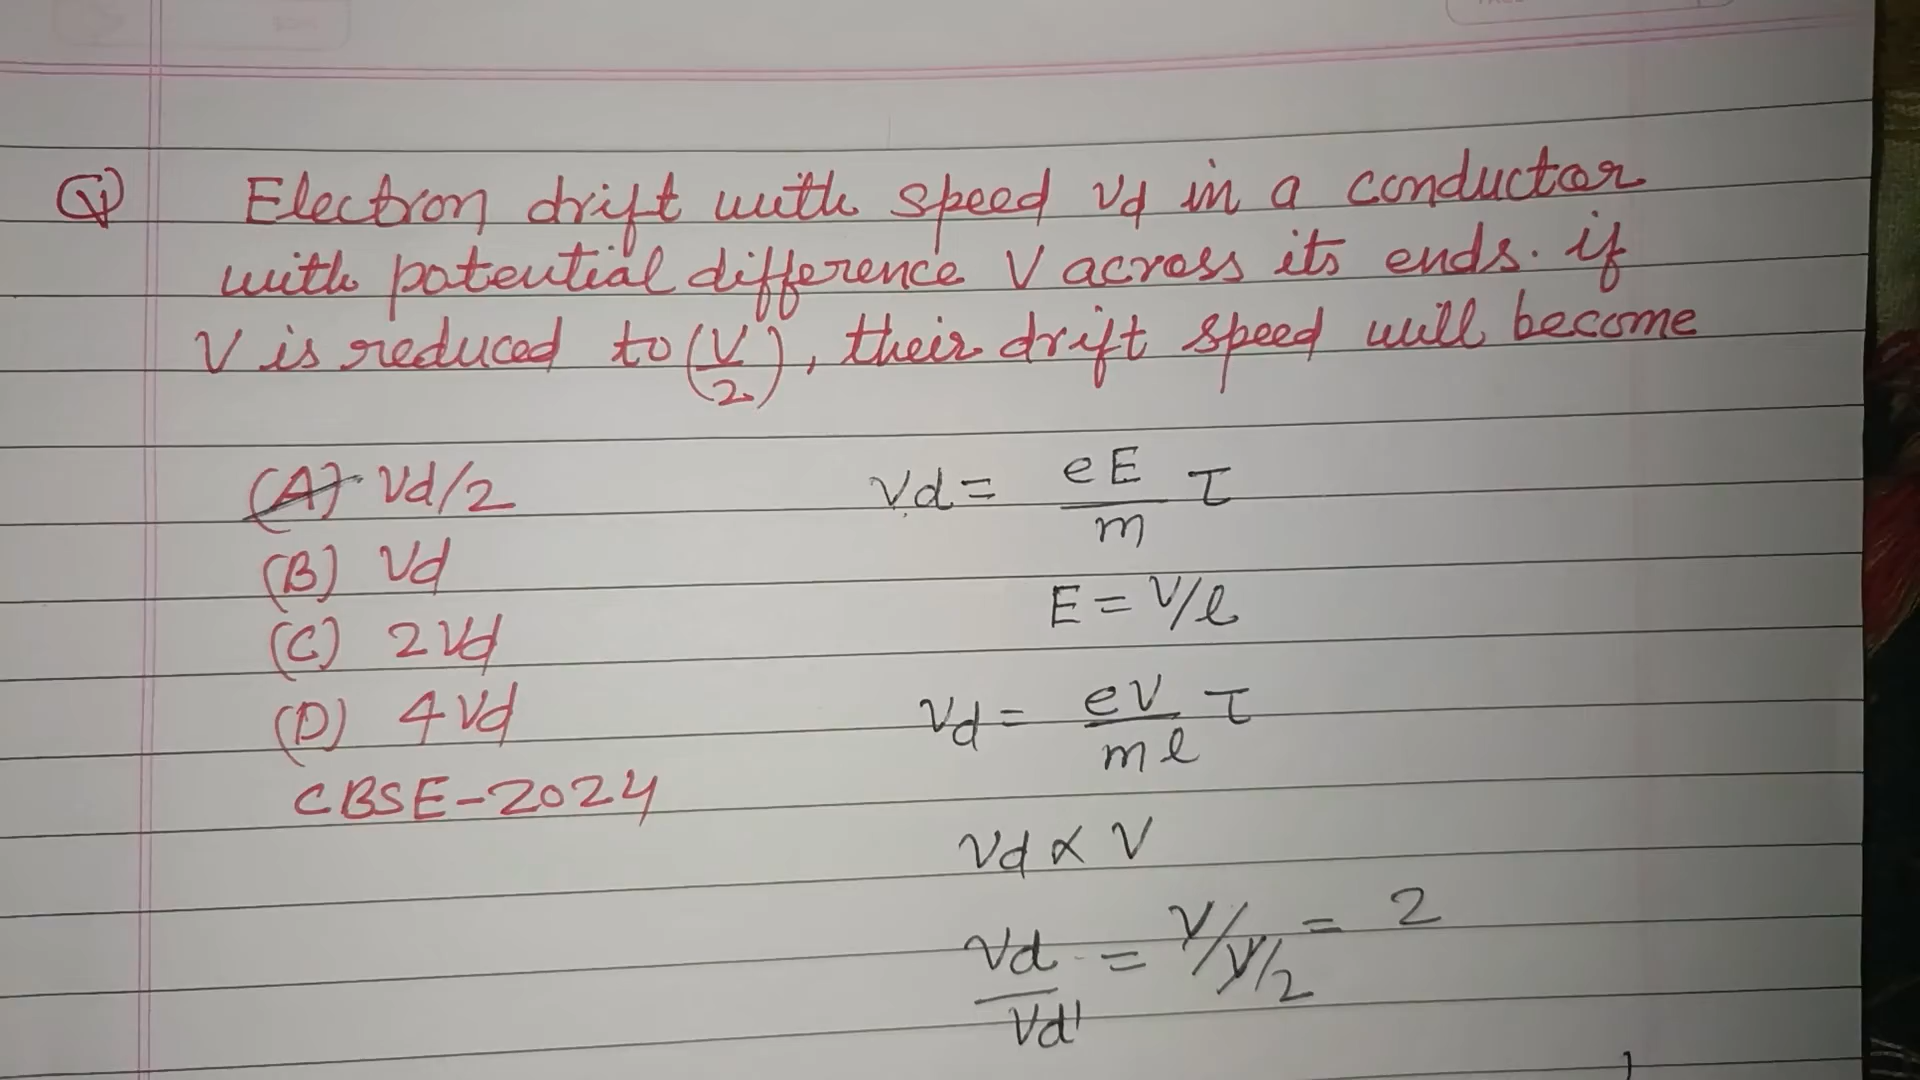 Q) Electron drift with speed Vd in a conductor
with potential difference V across its ends. if
V is reduced to (V/2), their drift speed will become
(A) Vd/2
(B) Vd
(C) 2Vd
(D) 4Vd
CBSE-2024
Vd = eE/m τ
E = V/l
Vd = eV/ml τ
Vd ∝ V
Vd/Vd' = V/V/2 = 2